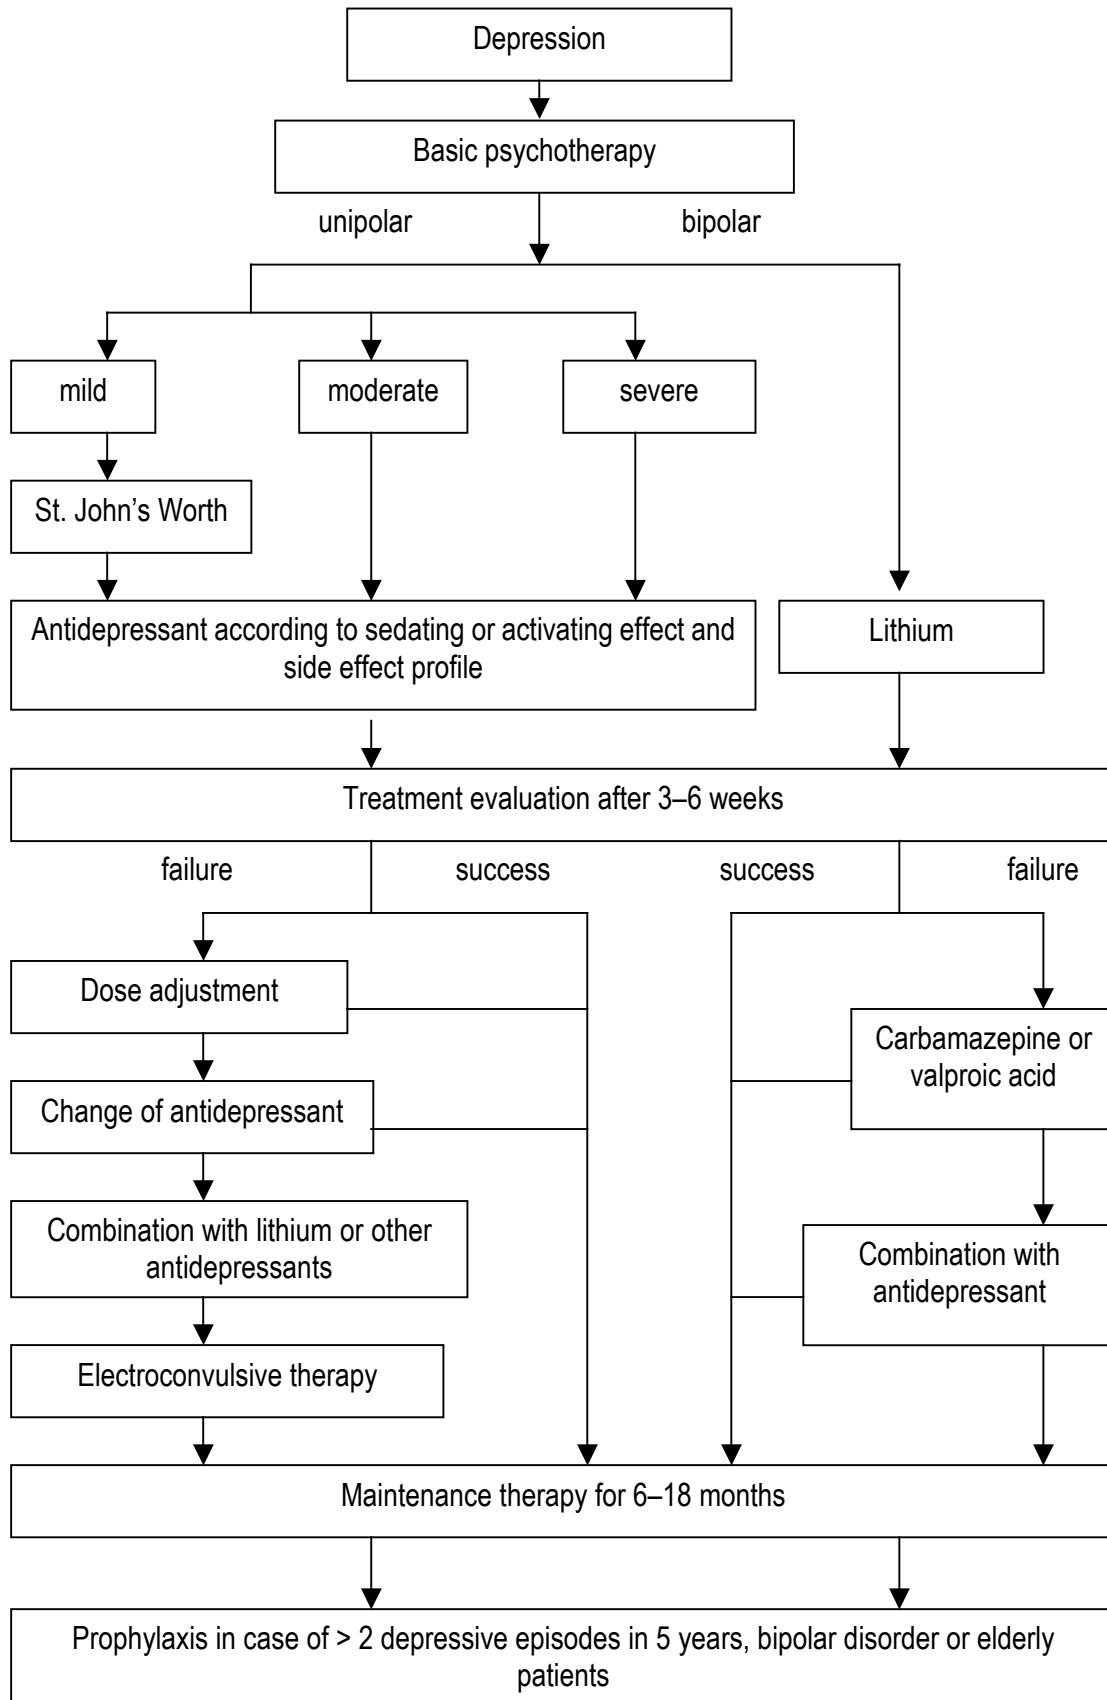 Depression
Basic psychotherapy
unipolar
bipolar
mild
moderate
severe
St. John’s Worth
Antidepressant according to sedating or activating effect and
side effect profile
Lithium
Treatment evaluation after 3–6 weeks
failure
success
success
failure
Dose adjustment
Carbamazepine or
valproic acid
Change of antidepressant
Combination with lithium or other
antidepressants
Combination with
antidepressant
Electroconvulsive therapy
Maintenance therapy for 6–18 months
Prophylaxis in case of > 2 depressive episodes in 5 years, bipolar disorder or elderly
patients